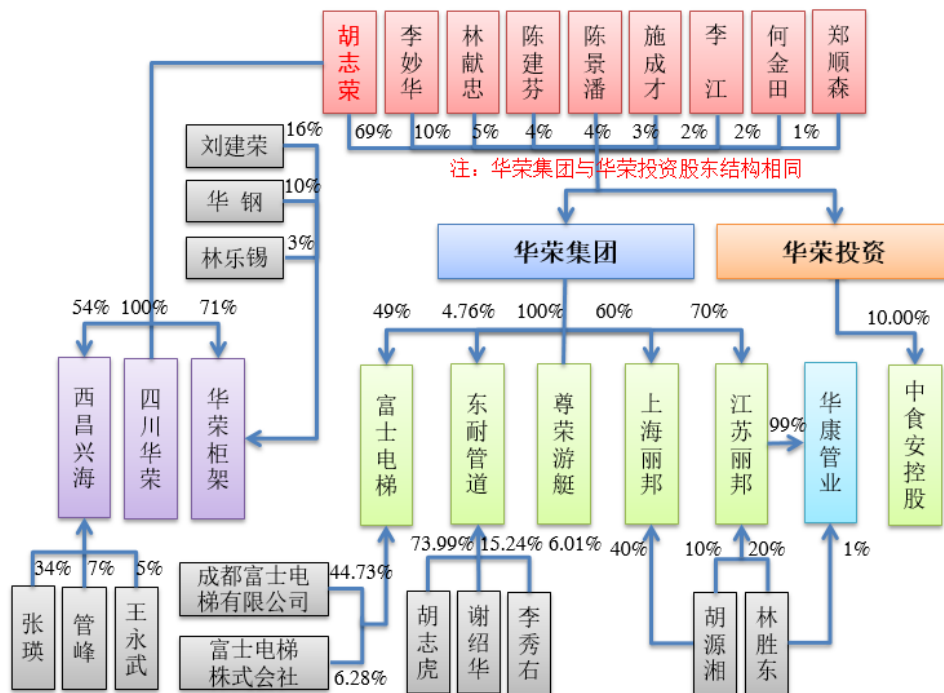 胡志荣
李妙华
林献忠
陈建芬
陈景潘
施成才
李江
何金田
郑顺森
69%
10%
5%
4%
4%
3%
2%
2%
1%
注：华荣集团与华荣投资股东结构相同
刘建荣
16%
华钢
10%
林乐锡
3%
华荣集团
华荣投资
54%
100%
71%
49%
4.76%
100%
60%
70%
10.00%
西昌兴海
四川华荣
华荣柜架
富士电梯
东耐管道
尊荣游艇
上海丽邦
江苏丽邦
99%
华康管业
中食安控股
34%
7%
5%
张瑛
管峰
王永武
成都富士电
梯有限公司
44.73%
富士电梯
株式会社
6.28%
73.99%
15.24%
6.01%
胡志虎
谢绍华
李秀右
40%
10%
20%
1%
胡源湘
林胜东